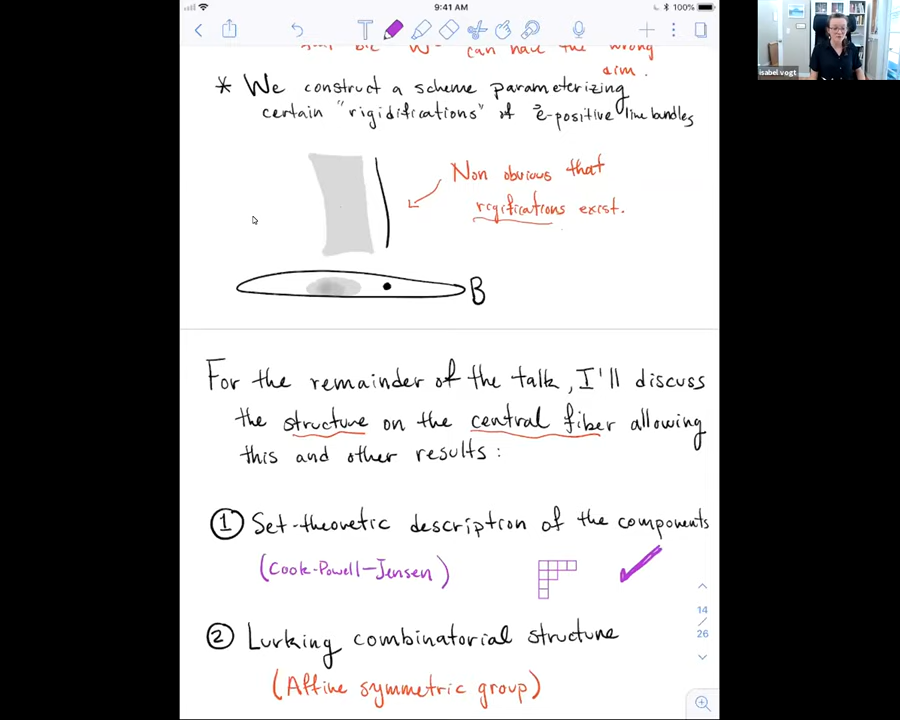 9:41 AM
100%
isabel vogt
can have the wrong
dim.
* We construct a scheme parameterizing
certain "rigidifications" of e-positive line bundles
Non obvious that
rigifications exist.
B
For the remainder of the talk, I'll discuss
the structure on the central fiber allowing
this and other results:
① Set-theoretic description of the components
(Cook-Powell-Jensen)
14
/
26
② Lurking combinatorial structure
(Affine symmetric group)